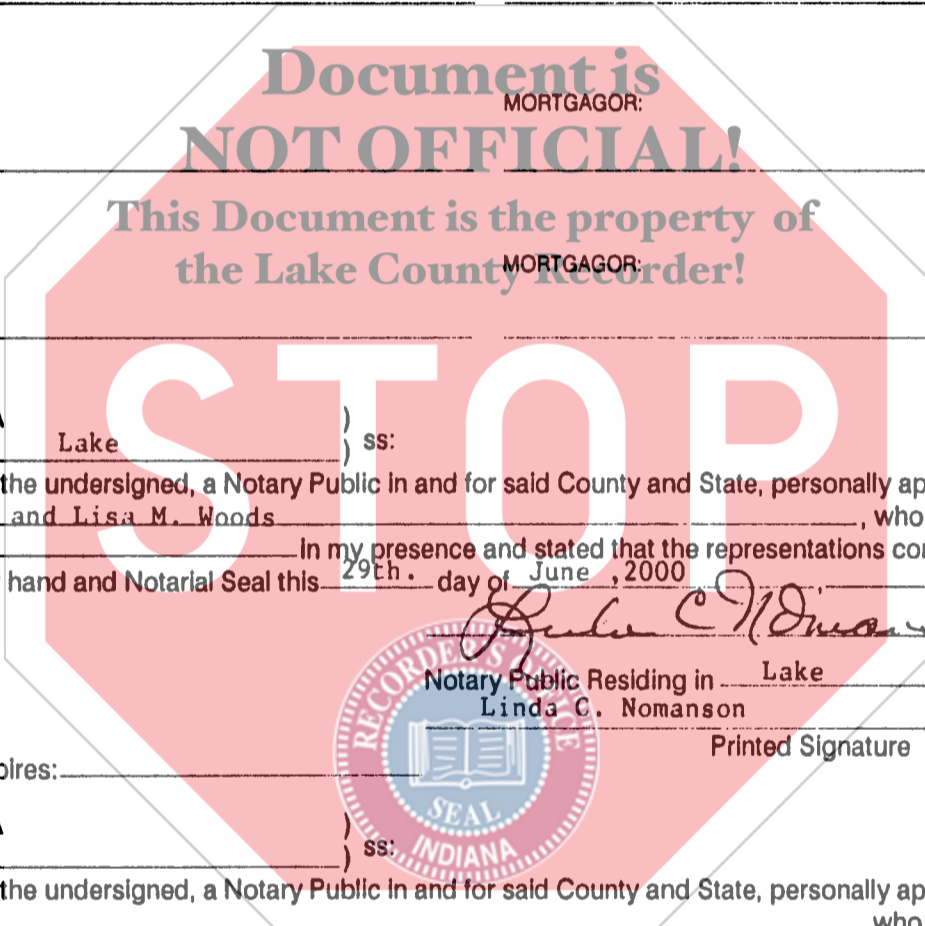 Document is
MORTGAGOR:
NOT OFFICIAL!
This Document is the property of
the Lake County Recorder!
MORTGAGOR:
STOP
Lake ) ss:
)
the undersigned, a Notary Public in and for said County and State, personally ap
and Lisa M. Woods, who
in my presence and stated that the representations con
hand and Notarial Seal this 29th. day of June ,2000
Notary Public Residing in Lake
Linda C. Nomanson
Printed Signature
pires:
RECORDER'S OFFICE
SEAL
INDIANA
) ss:
)
the undersigned, a Notary Public in and for said County and State, personally ap
who